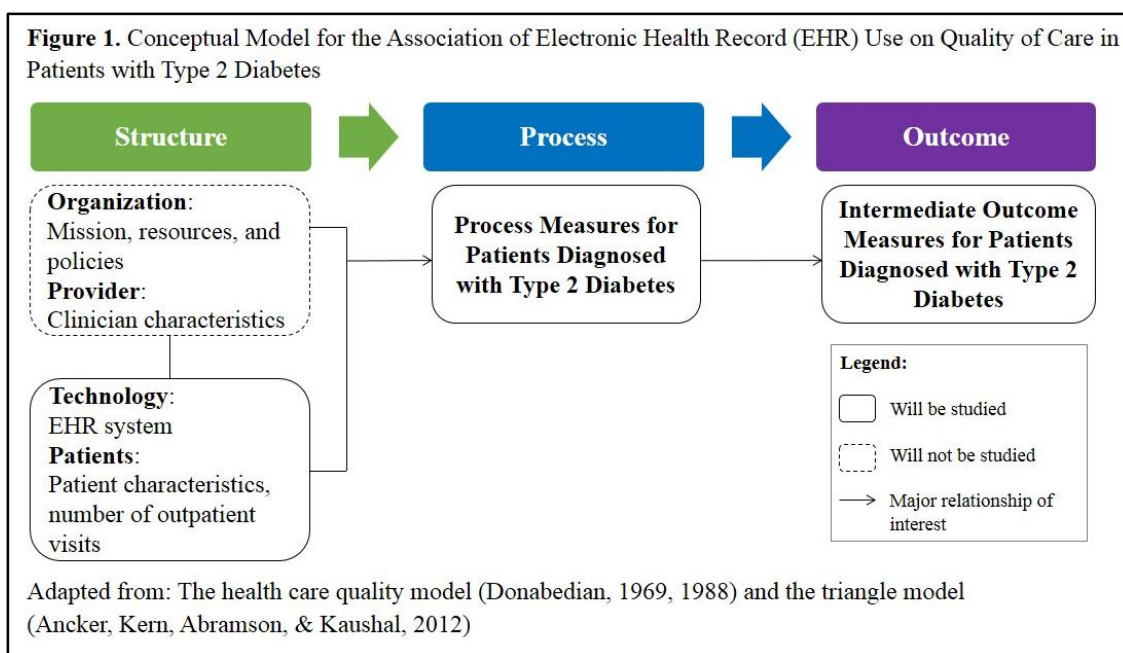 Figure 1. Conceptual Model for the Association of Electronic Health Record (EHR) Use on Quality of Care in
Patients with Type 2 Diabetes
Structure
Process
Outcome
Organization:
Mission, resources, and
policies
Provider:
Clinician characteristics
Technology:
EHR system
Patients:
Patient characteristics,
number of outpatient
visits
Process Measures for
Patients Diagnosed
with Type 2 Diabetes
Intermediate Outcome
Measures for Patients
Diagnosed with Type 2
Diabetes
Legend:
Will be studied
Will not be studied
Major relationship of
interest
Adapted from: The health care quality model (Donabedian, 1969, 1988) and the triangle model
(Ancker, Kern, Abramson, & Kaushal, 2012)